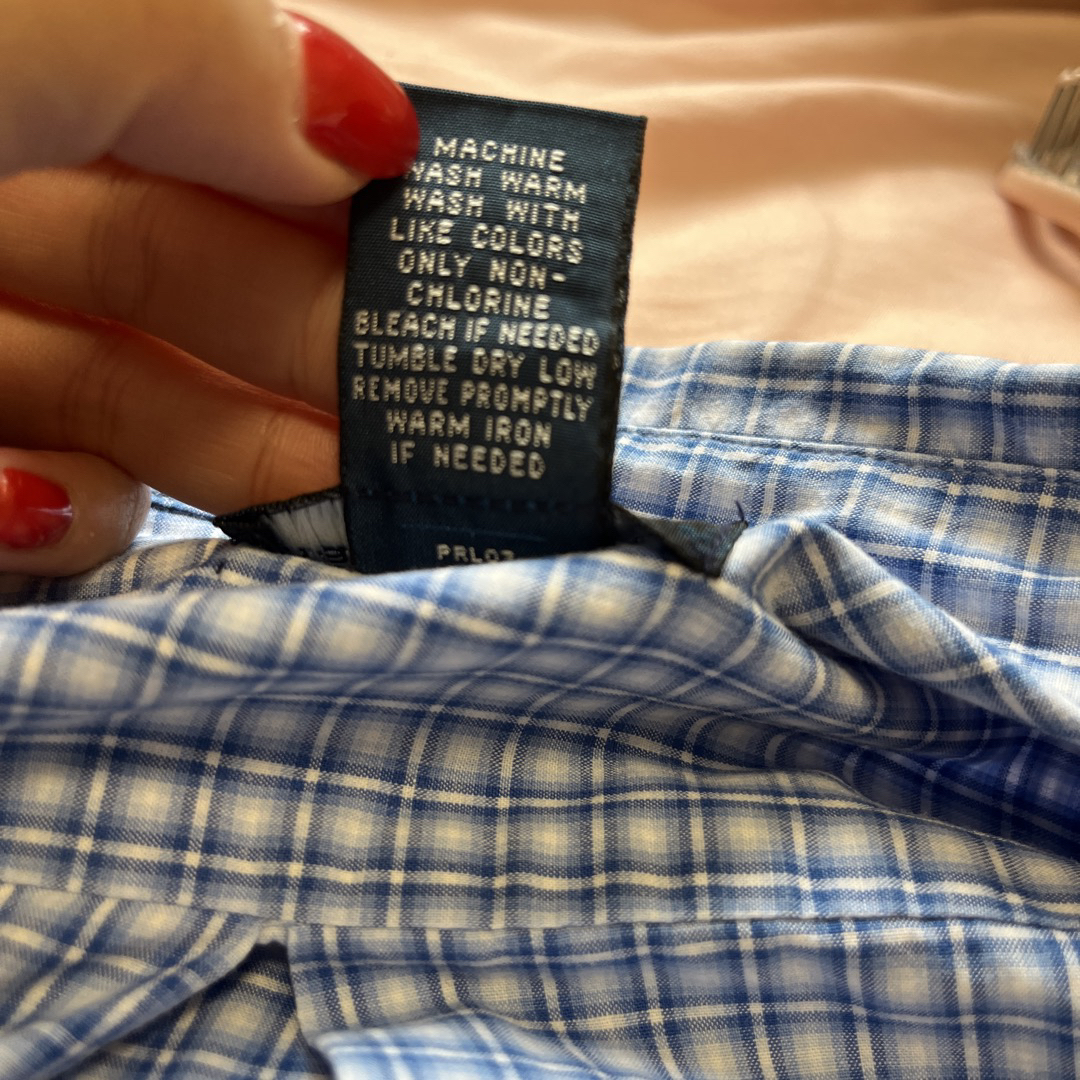 MACHINE
WASH WARM
WASH WITH
LIKE COLORS
ONLY NON-
CHLORINE
BLEACH IF NEEDED
TUMBLE DRY LOW
REMOVE PROMPTLY
WARM IRON
IF NEEDED